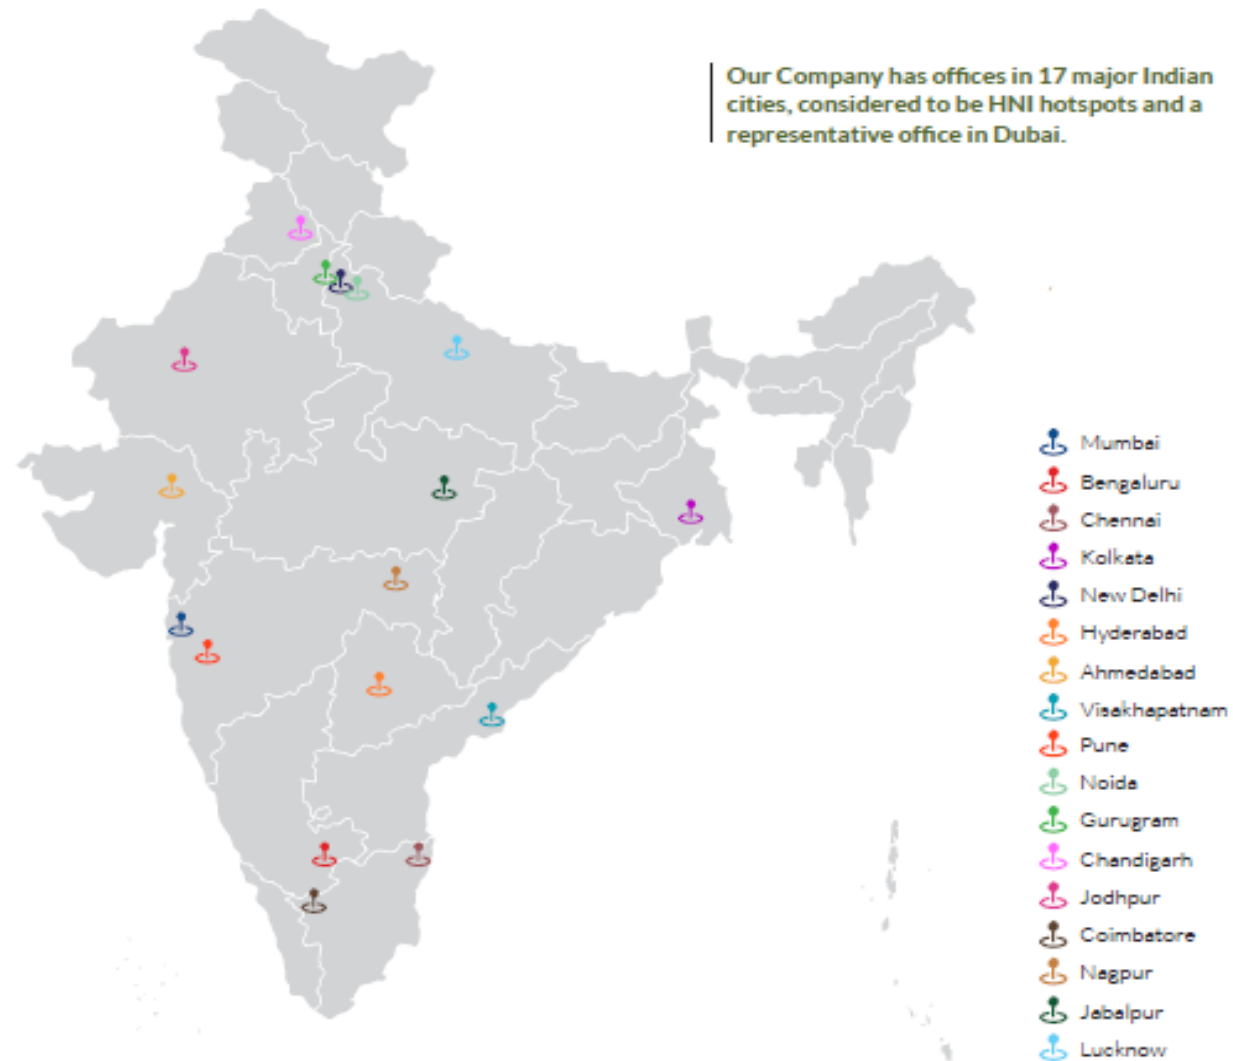 Our Company has offices in 17 major Indian
cities, considered to be HNI hotspots and a
representative office in Dubai.
Mumbai
Bengaluru
Chennai
Kolkata
New Delhi
Hyderabad
Ahmedabad
Visakhapatnam
Pune
Noida
Gurugram
Chandigarh
Jodhpur
Coimbatore
Nagpur
Jabalpur
Lucknow